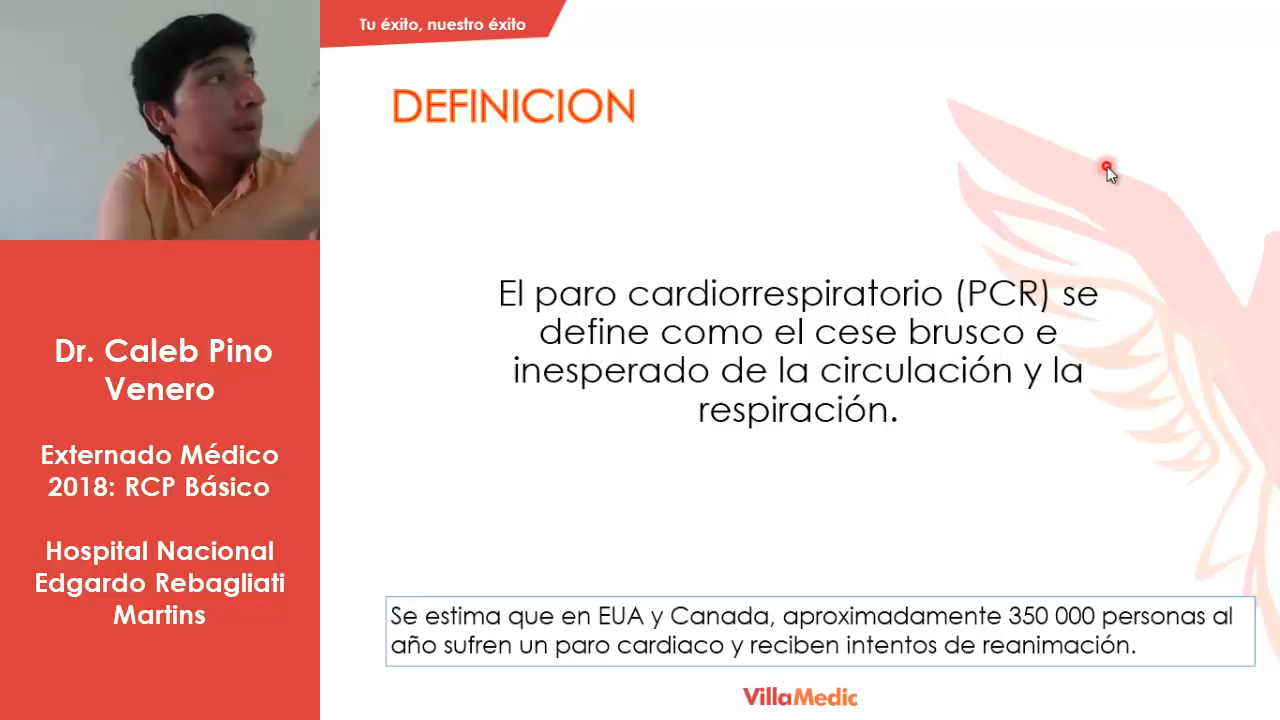 Tu éxito, nuestro éxito
DEFINICION
El paro cardiorrespiratorio (PCR) se
define como el cese brusco e
inesperado de la circulación y la
respiración.
Dr. Caleb Pino
Venero
Externado Médico
2018: RCP Básico
Hospital Nacional
Edgardo Rebagliati
Martins
Se estima que en EUA y Canada, aproximadamente 350 000 personas al
año sufren un paro cardiaco y reciben intentos de reanimación.
VillaMedic